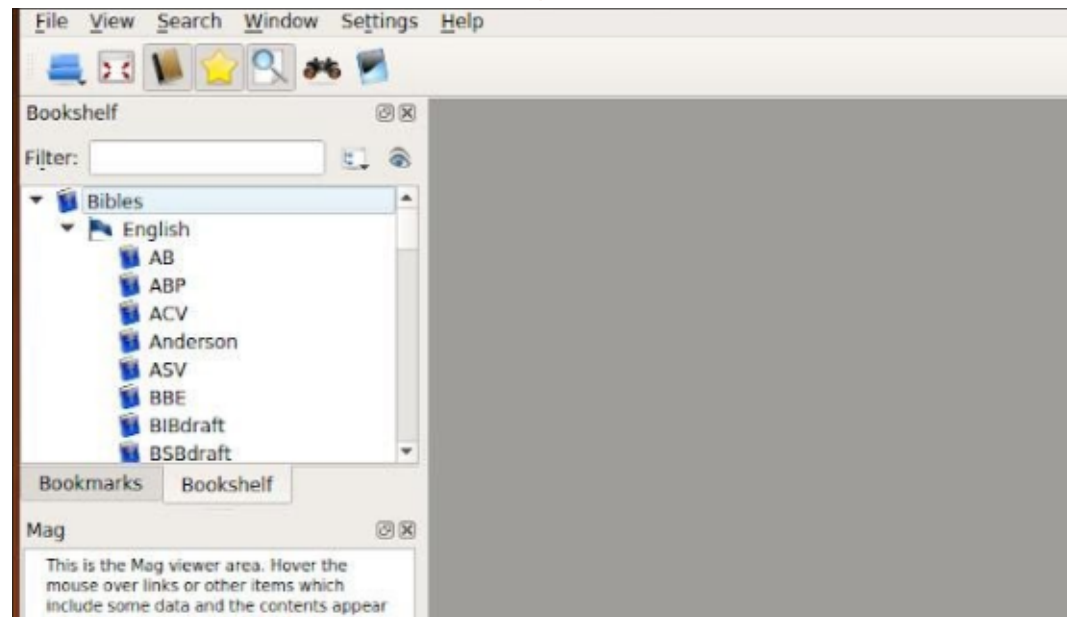 File View Search Window Settings Help
Bookshelf
Filter:
Bibles
English
AB
ABP
ACV
Anderson
ASV
BBE
BIBdraft
BSBdraft
Bookmarks Bookshelf
Mag
This is the Mag viewer area. Hover the
mouse over links or other items which
include some data and the contents appear